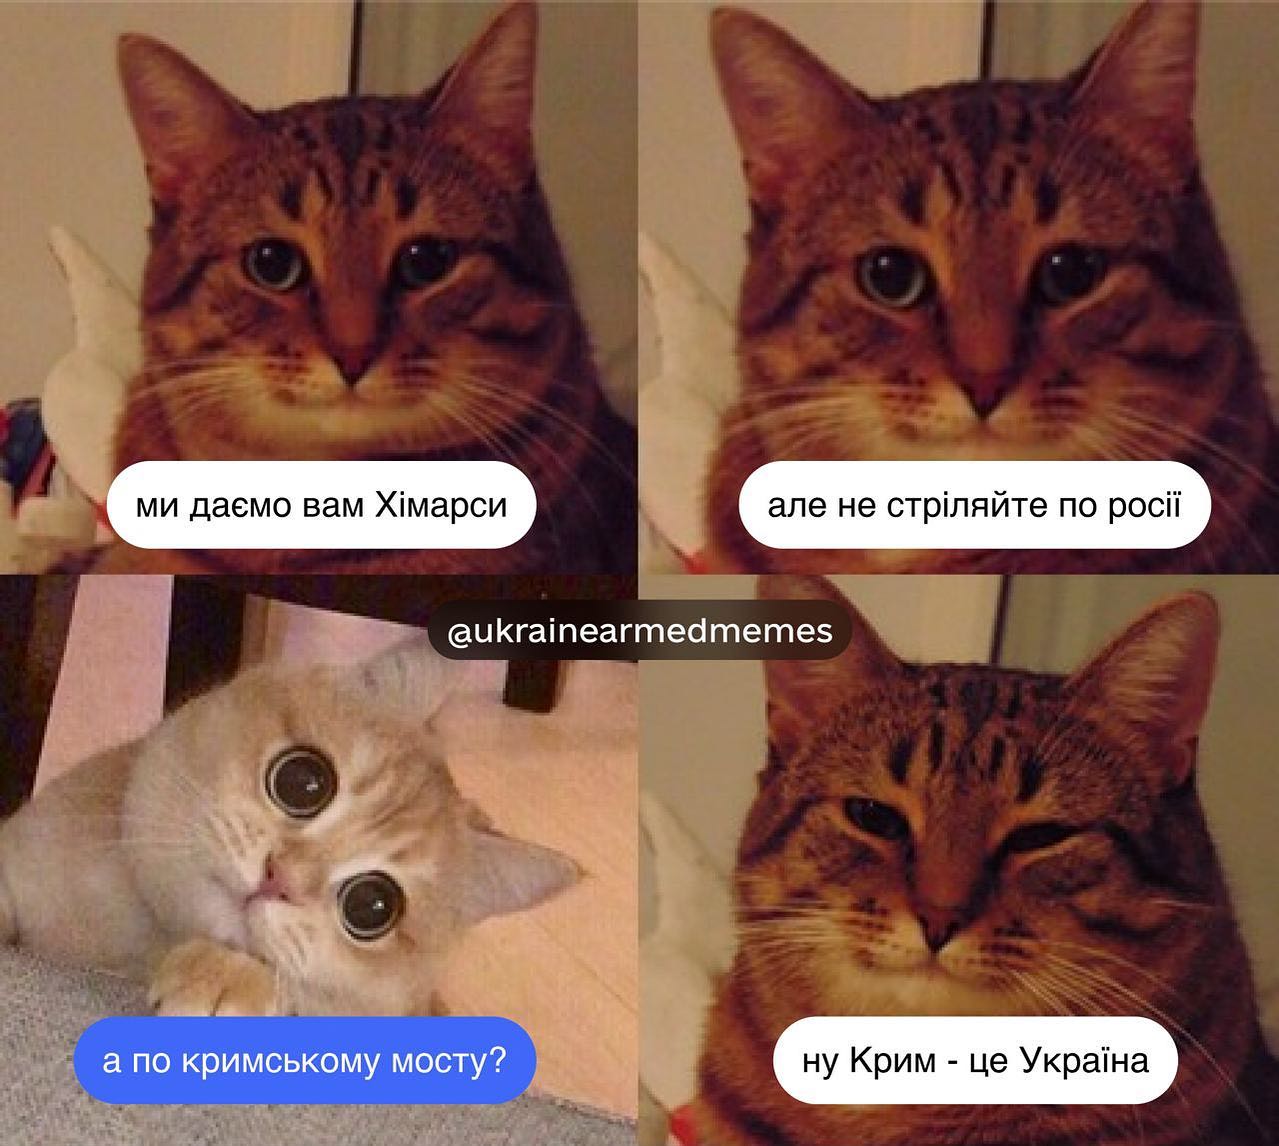 ми даємо вам Хімарси
але не стріляйте по росії
@ukrainearmedmemes
а по кримському мосту?
ну Крим - це Україна